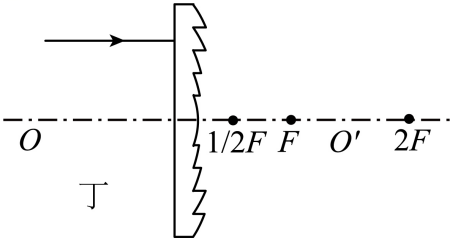 O 1/2F F O′ 2F
丁